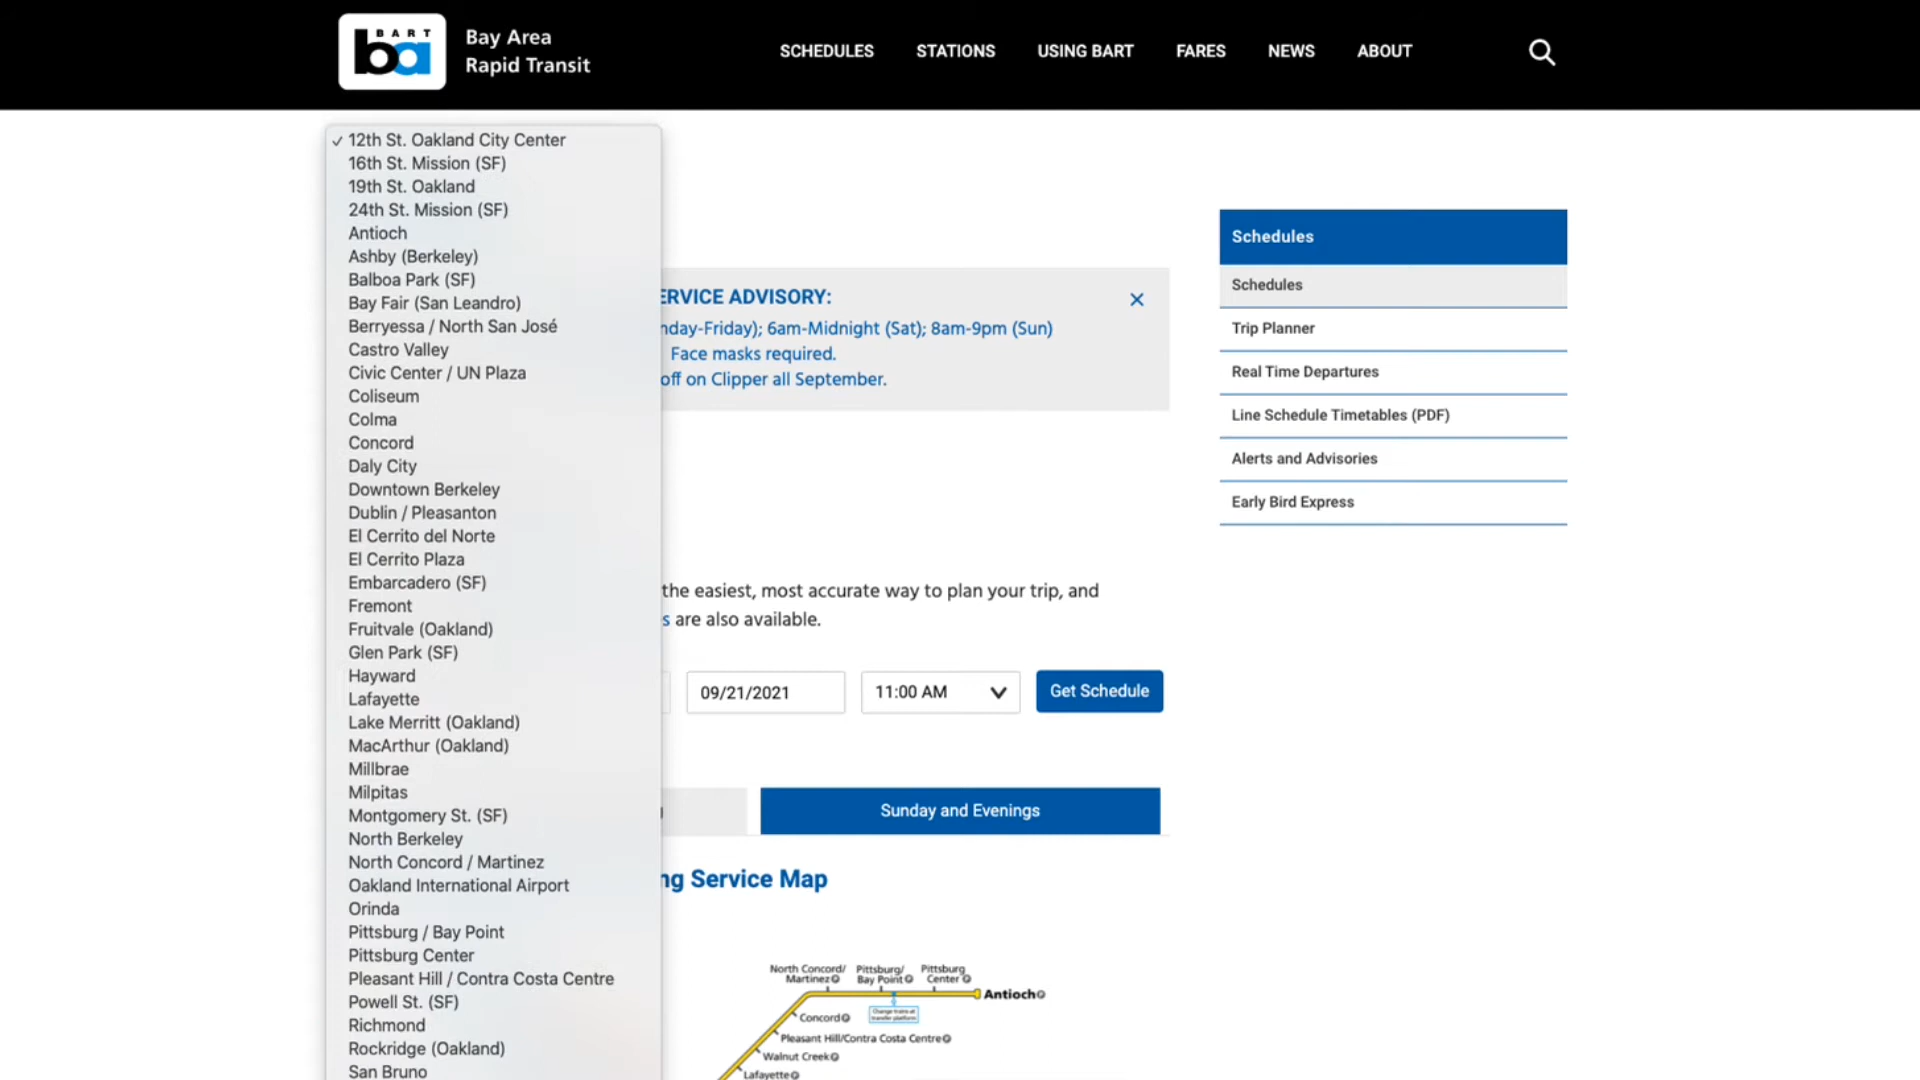 BART
ba
Bay Area
Rapid Transit
SCHEDULES
STATIONS
USING BART
FARES
NEWS
ABOUT
✓ 12th St. Oakland City Center
16th St. Mission (SF)
19th St. Oakland
24th St. Mission (SF)
Antioch
Ashby (Berkeley)
Balboa Park (SF)
Bay Fair (San Leandro)
Berryessa / North San José
Castro Valley
Civic Center / UN Plaza
Coliseum
Colma
Concord
Daly City
Downtown Berkeley
Dublin / Pleasanton
El Cerrito del Norte
El Cerrito Plaza
Embarcadero (SF)
Fremont
Fruitvale (Oakland)
Glen Park (SF)
Hayward
Lafayette
Lake Merritt (Oakland)
MacArthur (Oakland)
Millbrae
Milpitas
Montgomery St. (SF)
North Berkeley
North Concord / Martinez
Oakland International Airport
Orinda
Pittsburg / Bay Point
Pittsburg Center
Pleasant Hill / Contra Costa Centre
Powell St. (SF)
Richmond
Rockridge (Oakland)
San Bruno
ERVICE ADVISORY:
nday-Friday); 6am-Midnight (Sat); 8am-9pm (Sun)
Face masks required.
off on Clipper all September.
the easiest, most accurate way to plan your trip, and
s are also available.
09/21/2021
11:00 AM
Get Schedule
Sunday and Evenings
ng Service Map
North Concord/
Martinez
Pittsburg/
Bay Point
Pittsburg
Center
Antioch
Change trains at
transfer platform
Concord
Pleasant Hill/Contra Costa Centre
Walnut Creek
Lafayette
Schedules
Schedules
Trip Planner
Real Time Departures
Line Schedule Timetables (PDF)
Alerts and Advisories
Early Bird Express